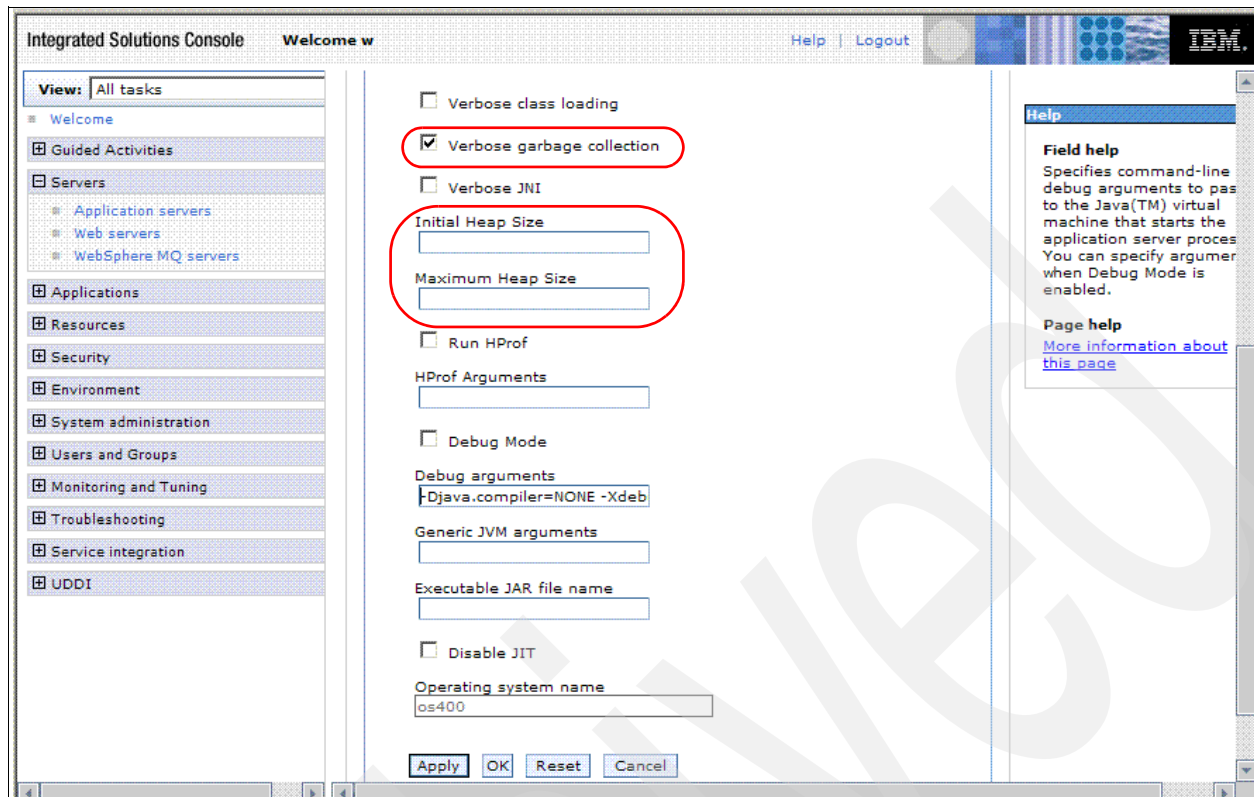 Integrated Solutions Console Welcome w Help | Logout IBM.
View: All tasks
Welcome
Guided Activities
Servers
Application servers
Web servers
WebSphere MQ servers
Applications
Resources
Security
Environment
System administration
Users and Groups
Monitoring and Tuning
Troubleshooting
Service integration
UDDI
Verbose class loading
Verbose garbage collection
Verbose JNI
Initial Heap Size
Maximum Heap Size
Run HProf
HProf Arguments
Debug Mode
Debug arguments
-Djava.compiler=NONE -Xdeb
Generic JVM arguments
Executable JAR file name
Disable JIT
Operating system name
os400
Apply OK Reset Cancel
Help
Field help
Specifies command-line
debug arguments to pas
to the Java(TM) virtual
machine that starts the
application server proces
You can specify argumer
when Debug Mode is
enabled.
Page help
More information about
this page